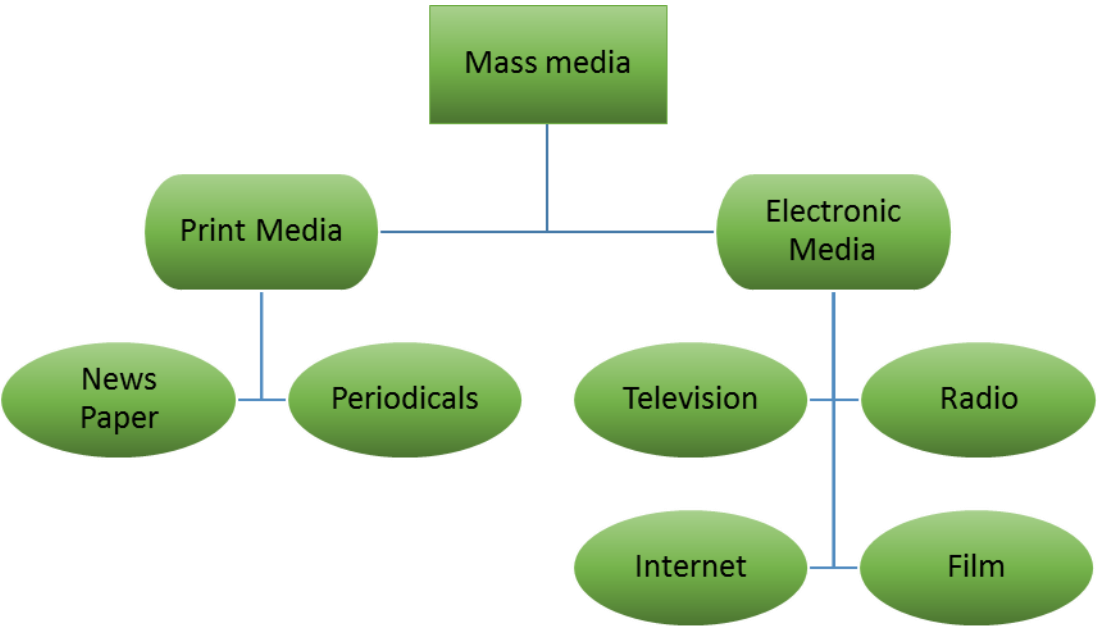 Mass media
Print Media
Electronic
Media
News
Paper
Periodicals
Television
Radio
Internet
Film